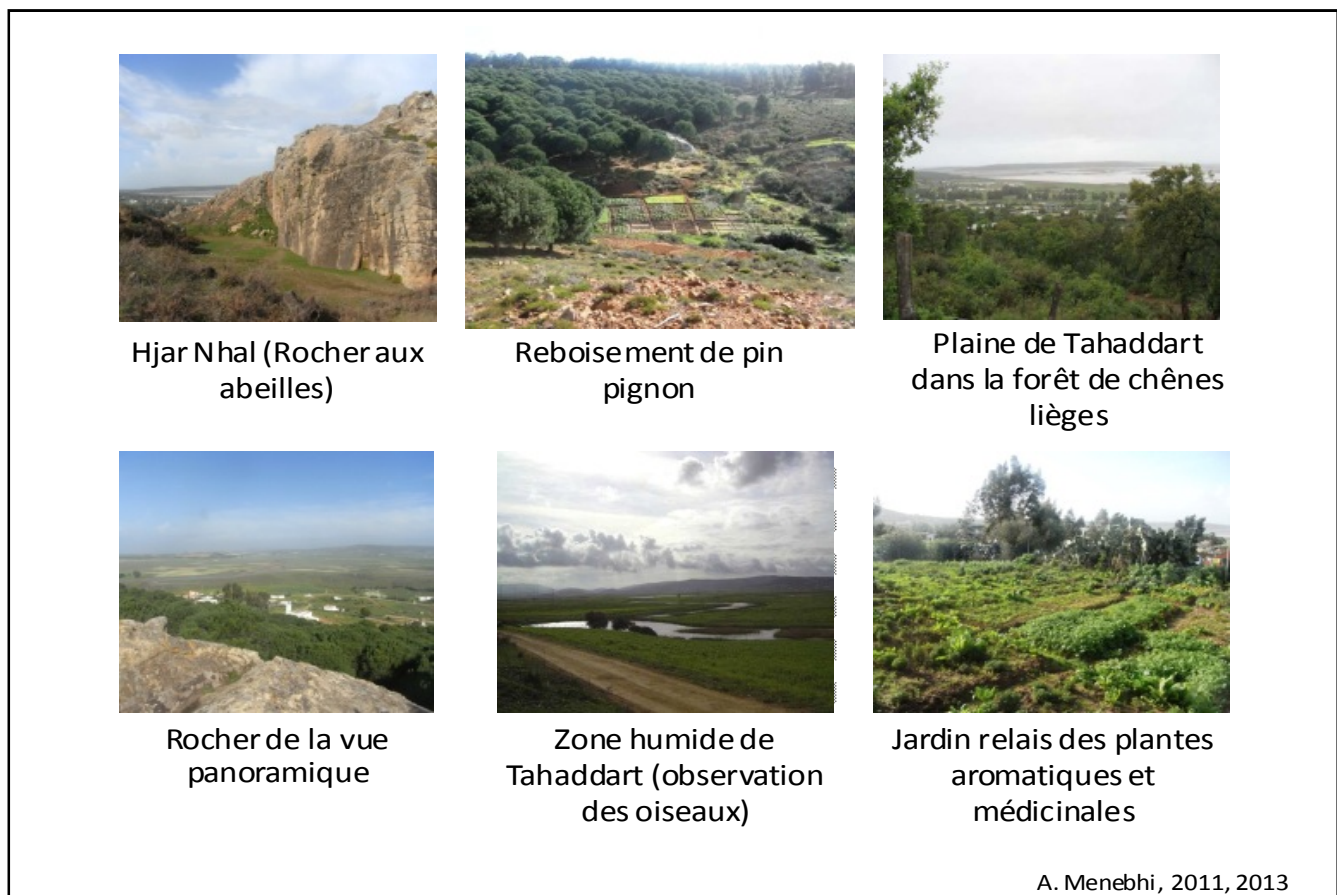 Hjar Nhal (Rocher aux
abeilles)
Reboisement de pin
pignon
Plaine de Tahaddart
dans la forêt de chênes
lièges
Rocher de la vue
panoramique
Zone humide de
Tahaddart (observation
des oiseaux)
Jardin relais des plantes
aromatiques et
médicinales
A. Menebhi, 2011, 2013